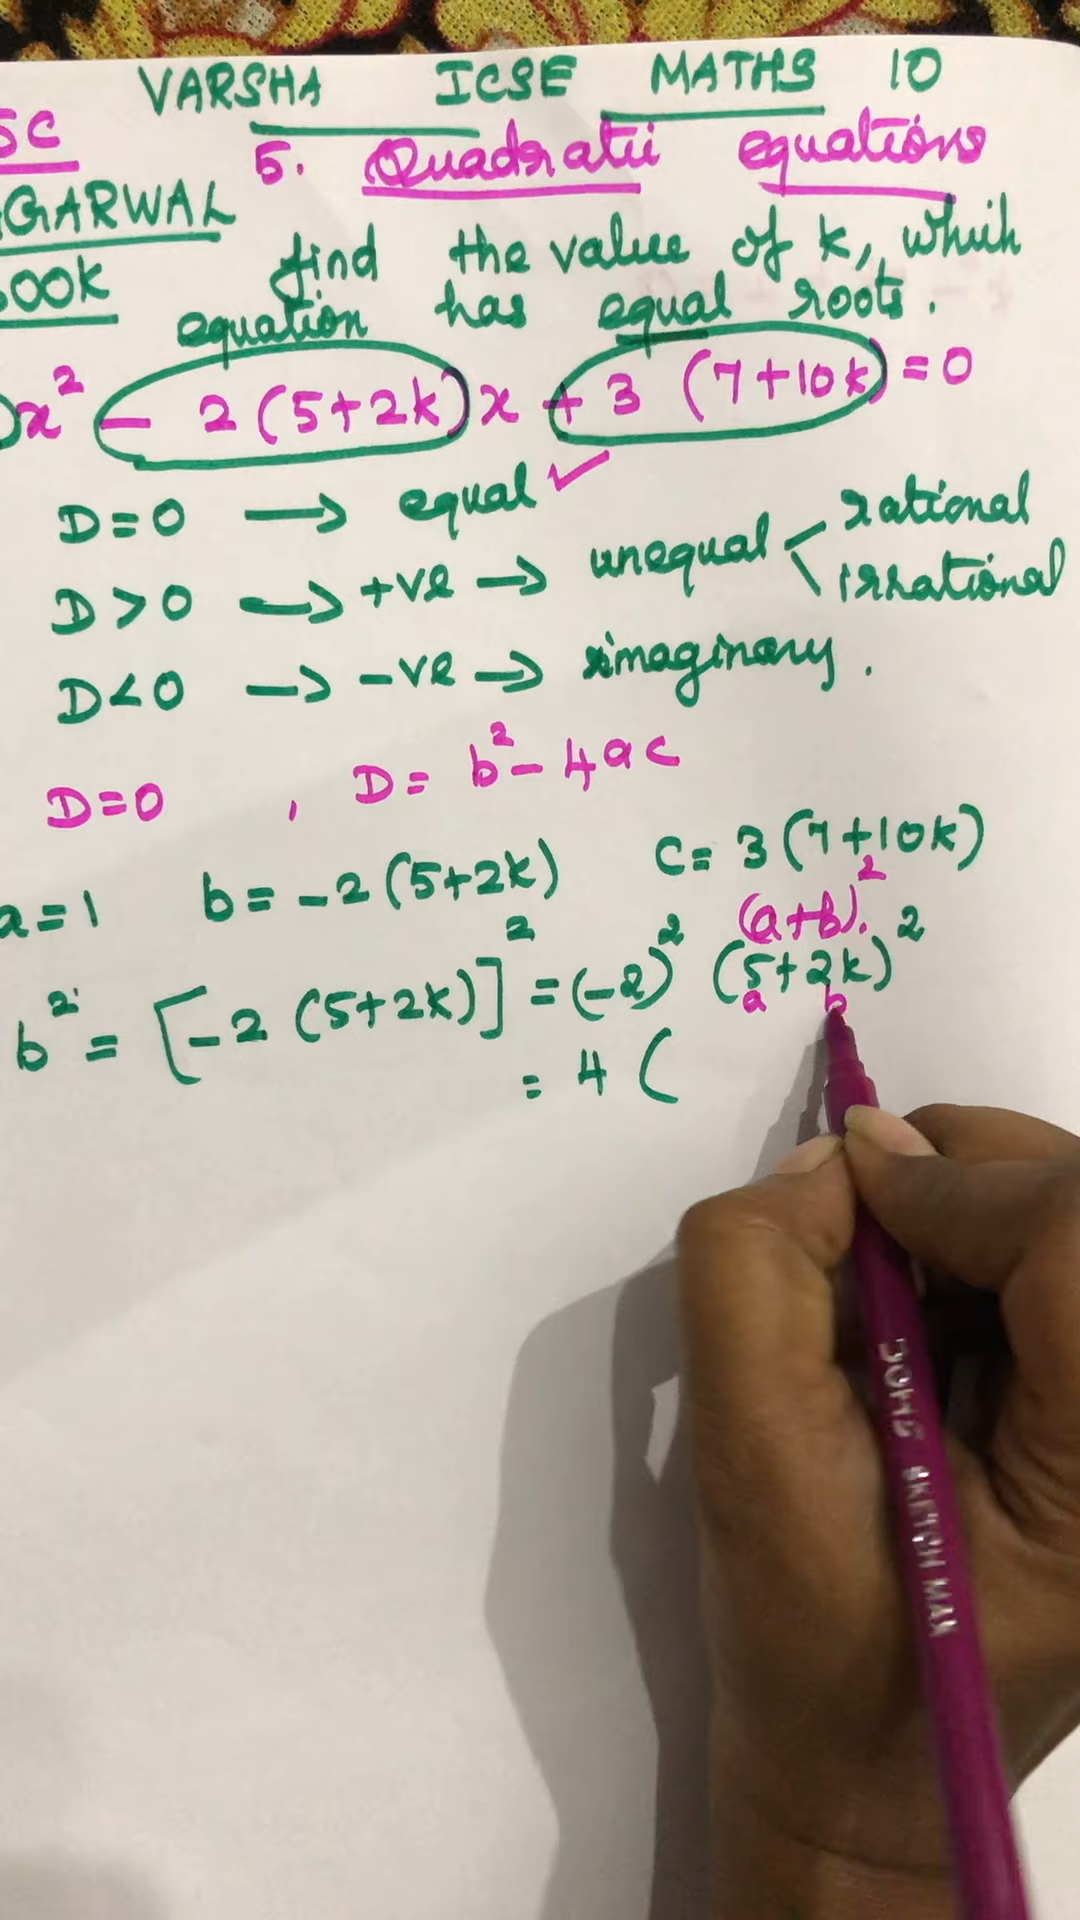 VARSHA ICSE MATHS 10
SC 5. Quadratic equations
GARWAL find the value of k, which
OOK equation has equal roots.
x² - 2 (5+2k) x + 3 (7+10k) = 0
D=0 → equal ✓
D>0 → +ve → unequal < rational
irrational
D<0 → -ve → imaginary.
D=0 , D= b² - 4ac
a=1 b= -2(5+2k) c= 3(7+10k)
(a+b)².
b² = [-2 (5+2k)]² = (-2)² (5+2k)²
a b
= 4 (
DOMS SKETCH MAX